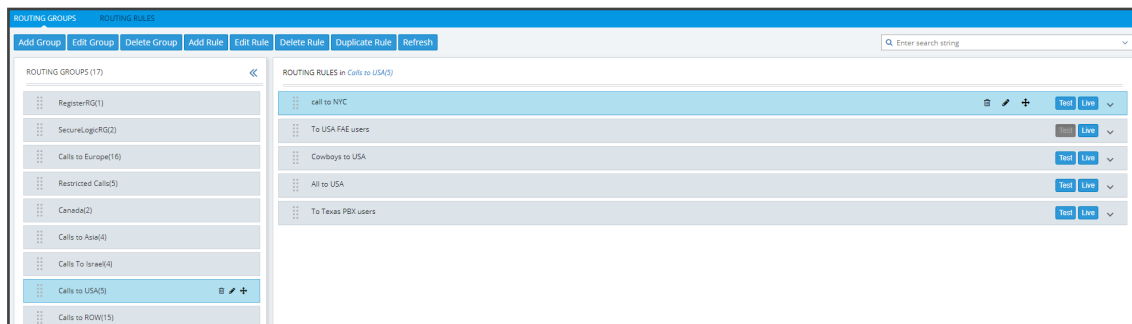 ROUTING GROUPS ROUTING RULES
Add Group Edit Group Delete Group Add Rule Edit Rule Delete Rule Duplicate Rule Refresh Enter search string
ROUTING GROUPS (17)
RegisterRG(1)
SecureLogicRG(2)
Calls to Europe(16)
Restricted Calls(5)
Canada(2)
Calls to Asia(4)
Calls To Israel(4)
Calls to USA(5)
Calls to ROW(15)
ROUTING RULES in Calls to USA(5)
call to NYC Test Live
To USA FAE users Test Live
Cowboys to USA Test Live
All to USA Test Live
To Texas PBX users Test Live